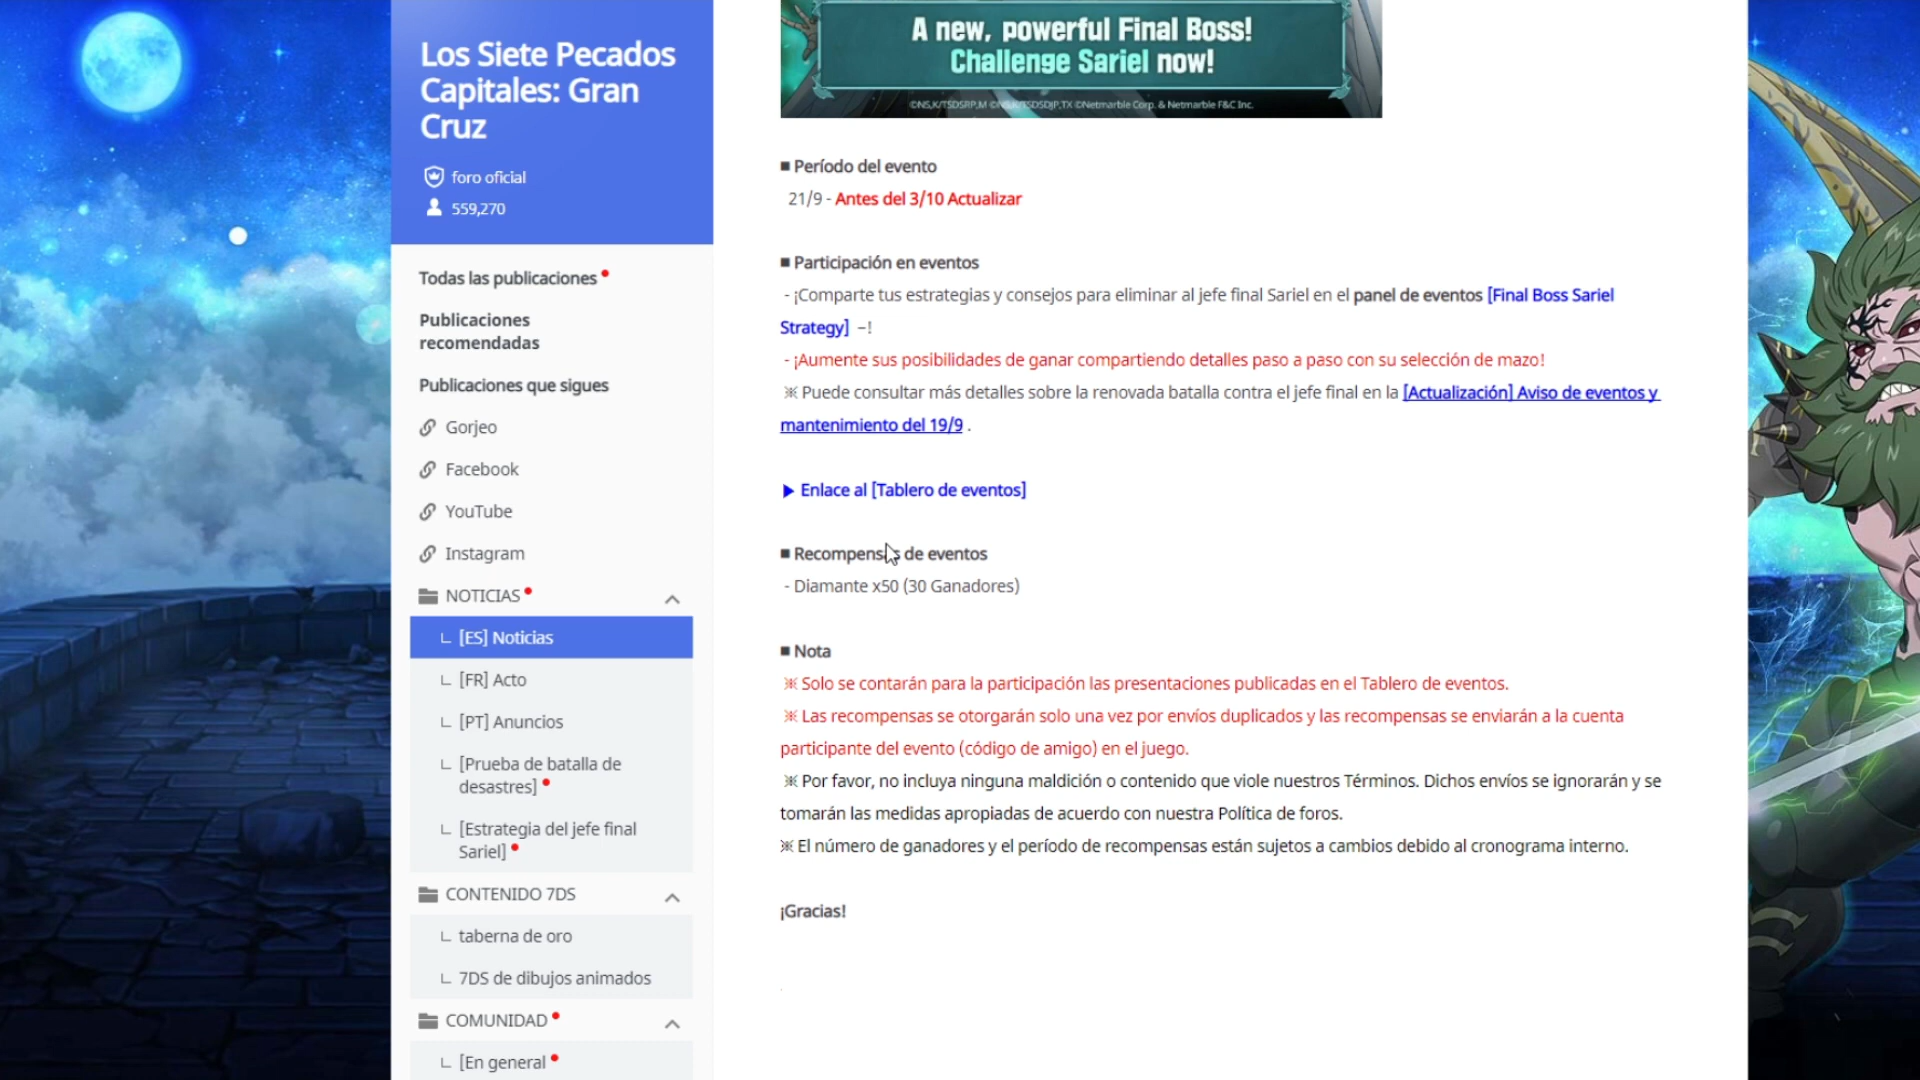 Los Siete Pecados
Capitales: Gran
Cruz
foro oficial
559,270
Todas las publicaciones
Publicaciones
recomendadas
Publicaciones que sigues
Gorjeo
Facebook
YouTube
Instagram
NOTICIAS
[ES] Noticias
[FR] Acto
[PT] Anuncios
[Prueba de batalla de
desastres]
[Estrategia del jefe final
Sariel]
CONTENIDO 7DS
taberna de oro
7DS de dibujos animados
COMUNIDAD
[En general
A new, powerful Final Boss!
Challenge Sariel now!
©NS,K/TSDSRP,M ©NS,K/TSDSDJP,TX ©Netmarble Corp. & Netmarble F&C Inc.
■ Período del evento
21/9 - Antes del 3/10 Actualizar
■ Participación en eventos
- ¡Comparte tus estrategias y consejos para eliminar al jefe final Sariel en el panel de eventos [Final Boss Sariel
Strategy] –!
- ¡Aumente sus posibilidades de ganar compartiendo detalles paso a paso con su selección de mazo!
※ Puede consultar más detalles sobre la renovada batalla contra el jefe final en la [Actualización] Aviso de eventos y
mantenimiento del 19/9 .
▶ Enlace al [Tablero de eventos]
■ Recompensas de eventos
- Diamante x50 (30 Ganadores)
■ Nota
※ Solo se contarán para la participación las presentaciones publicadas en el Tablero de eventos.
※ Las recompensas se otorgarán solo una vez por envíos duplicados y las recompensas se enviarán a la cuenta
participante del evento (código de amigo) en el juego.
※ Por favor, no incluya ninguna maldición o contenido que viole nuestros Términos. Dichos envíos se ignorarán y se
tomarán las medidas apropiadas de acuerdo con nuestra Política de foros.
※ El número de ganadores y el período de recompensas están sujetos a cambios debido al cronograma interno.
¡Gracias!